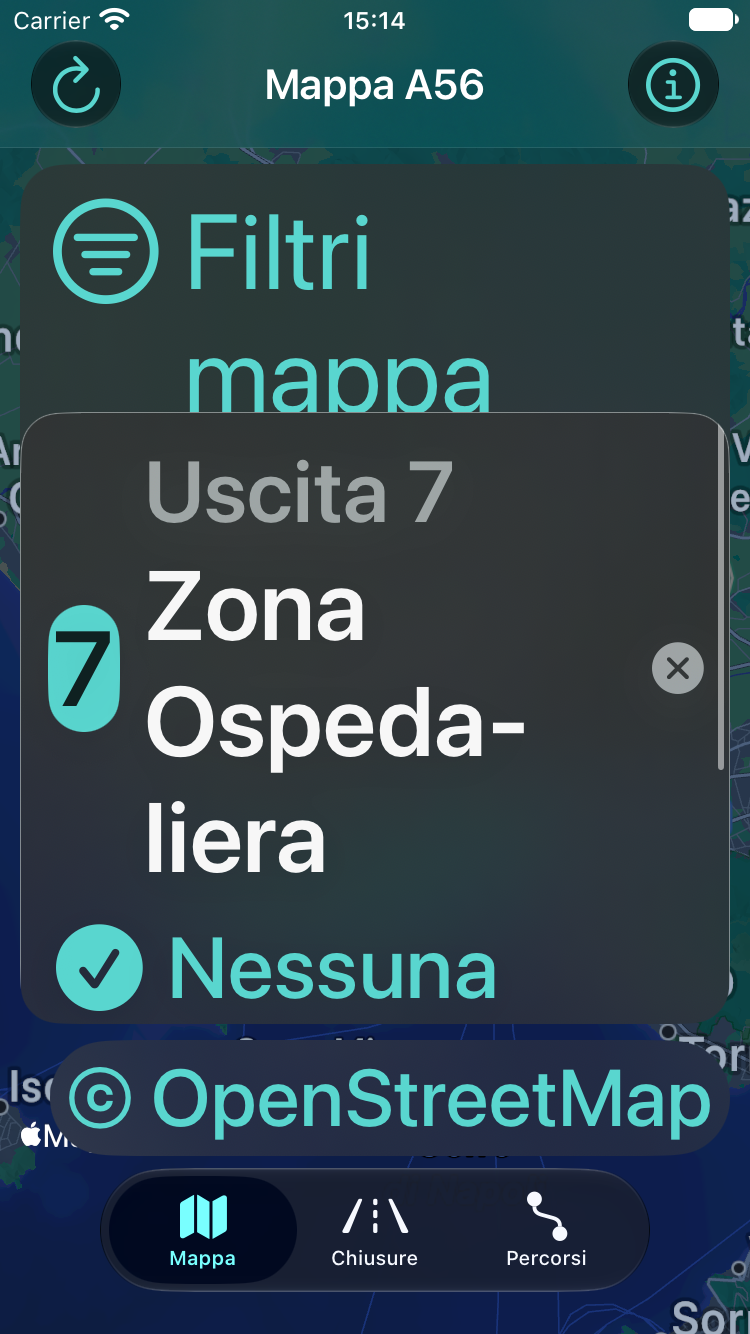 Carrier
15:14
Mappa A56
Filtri
mappa
Uscita 7
7
Zona
Ospeda-
liera
Nessuna
© OpenStreetMap
Mappa
Chiusure
Percorsi